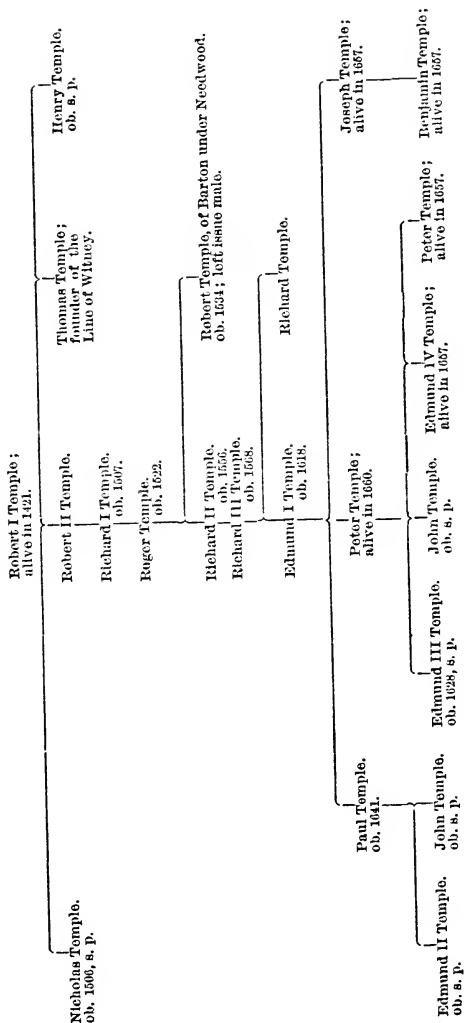 Robert I Temple;
alive in 1421.
Nicholas Temple.
ob. 1506, s. p.
Robert II Temple.
Thomas Temple;
founder of the
Line of Witney.
Henry Temple.
ob. s. p.
Richard I Temple.
ob. 1507.
Roger Temple.
ob. 1522.
Richard II Temple.
ob. 1556.
Robert Temple, of Barton under Needwood.
ob. 1534; left issue male.
Richard III Temple.
ob. 1568.
Edmund I Temple.
ob. 1618.
Richard Temple.
Paul Temple.
ob. 1641.
Peter Temple;
alive in 1660.
Joseph Temple;
alive in 1657.
Edmund II Temple.
ob. s. p.
John Temple.
ob. s. p.
Edmund III Temple.
ob. 1628, s. p.
John Temple.
ob. s. p.
Edmund IV Temple;
alive in 1657.
Peter Temple;
alive in 1657.
Benjamin Temple;
alive in 1657.